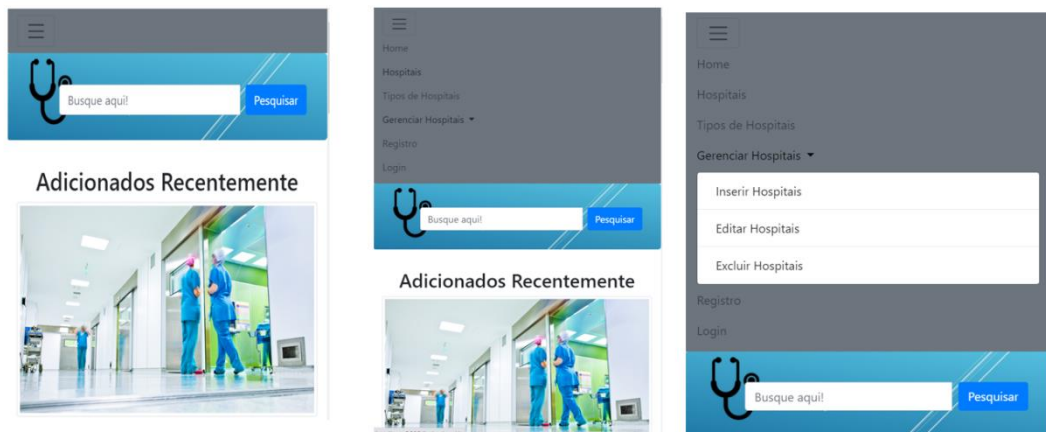 Busque aqui!
Pesquisar
Adicionados Recentemente
Home
Hospitais
Tipos de Hospitais
Gerenciar Hospitais
Registro
Login
Busque aqui!
Pesquisar
Adicionados Recentemente
Home
Hospitais
Tipos de Hospitais
Gerenciar Hospitais
Inserir Hospitais
Editar Hospitais
Excluir Hospitais
Registro
Login
Busque aqui!
Pesquisar